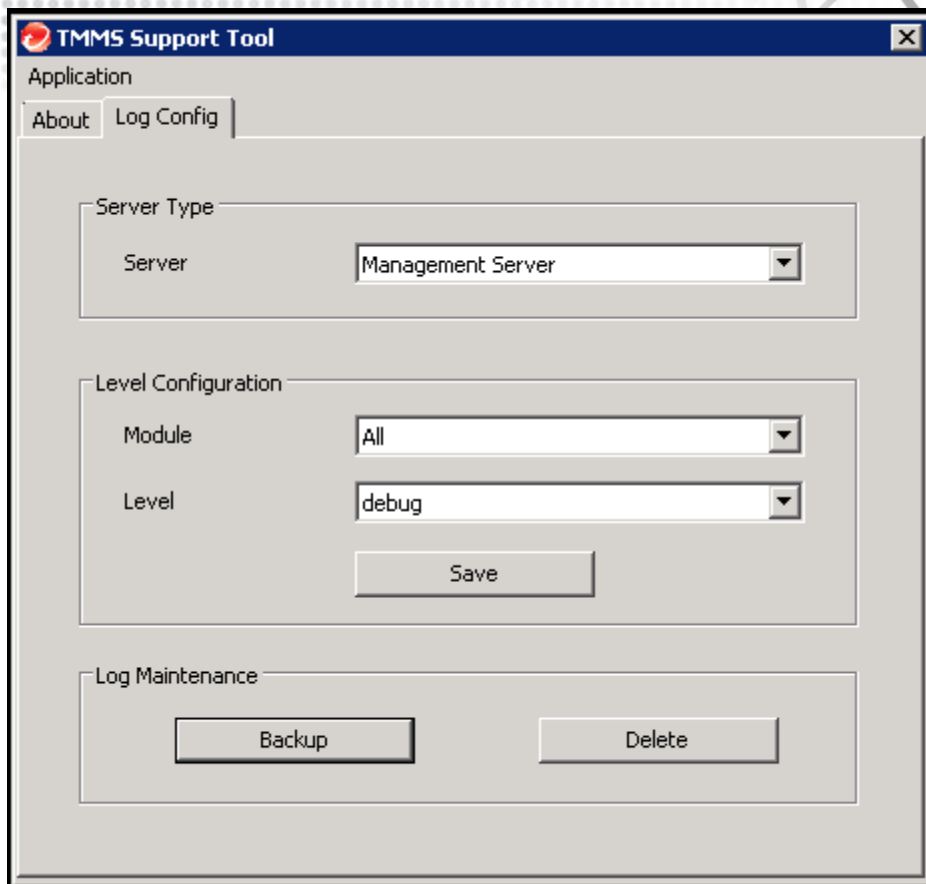 TMMS Support Tool
Application
About Log Config
Server Type
Server Management Server
Level Configuration
Module All
Level debug
Save
Log Maintenance
Backup Delete